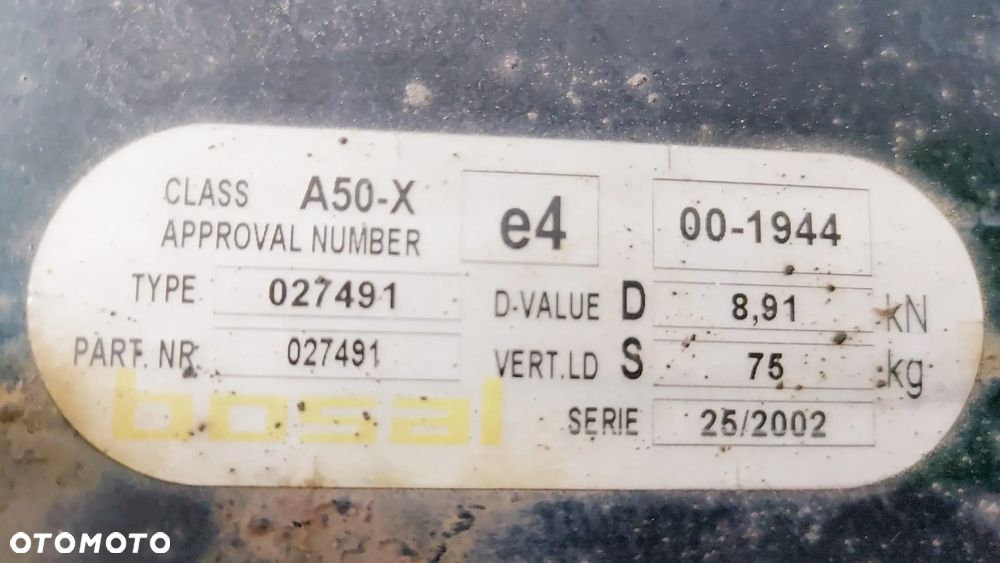 CLASS A50-X e4 00-1944
APPROVAL NUMBER
TYPE 027491 D-VALUE D 8,91 kN
PART. NR. 027491 VERT.LD S 75 kg
bosal
SERIE 25/2002
OTOMOTO